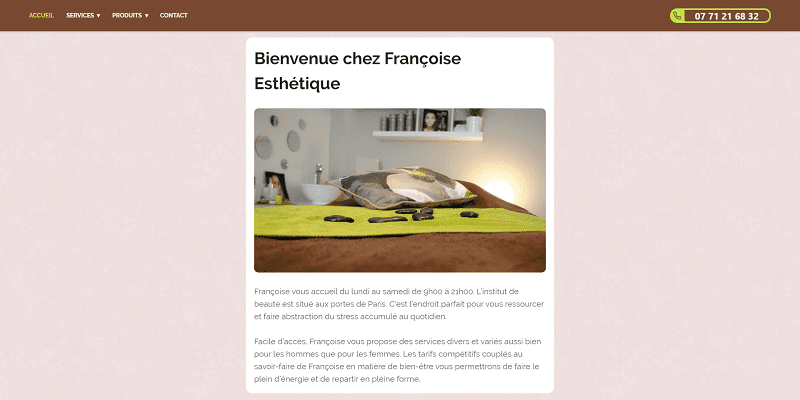 ACCUEIL SERVICES ▼ PRODUITS ▼ CONTACT 07 71 21 68 32
Bienvenue chez Françoise
Esthétique
Françoise vous accueil du lundi au samedi de 9h00 à 21h00. L'institut de
beauté est situé aux portes de Paris. C'est l'endroit parfait pour vous ressourcer
et faire abstraction du stress accumulé au quotidien.
Facile d'accès, Françoise vous propose des services divers et variés aussi bien
pour les hommes que pour les femmes. Les tarifs compétitifs couplés au
savoir-faire de Françoise en matière de bien-être vous permettrons de faire le
plein d'énergie et de repartir en pleine forme.